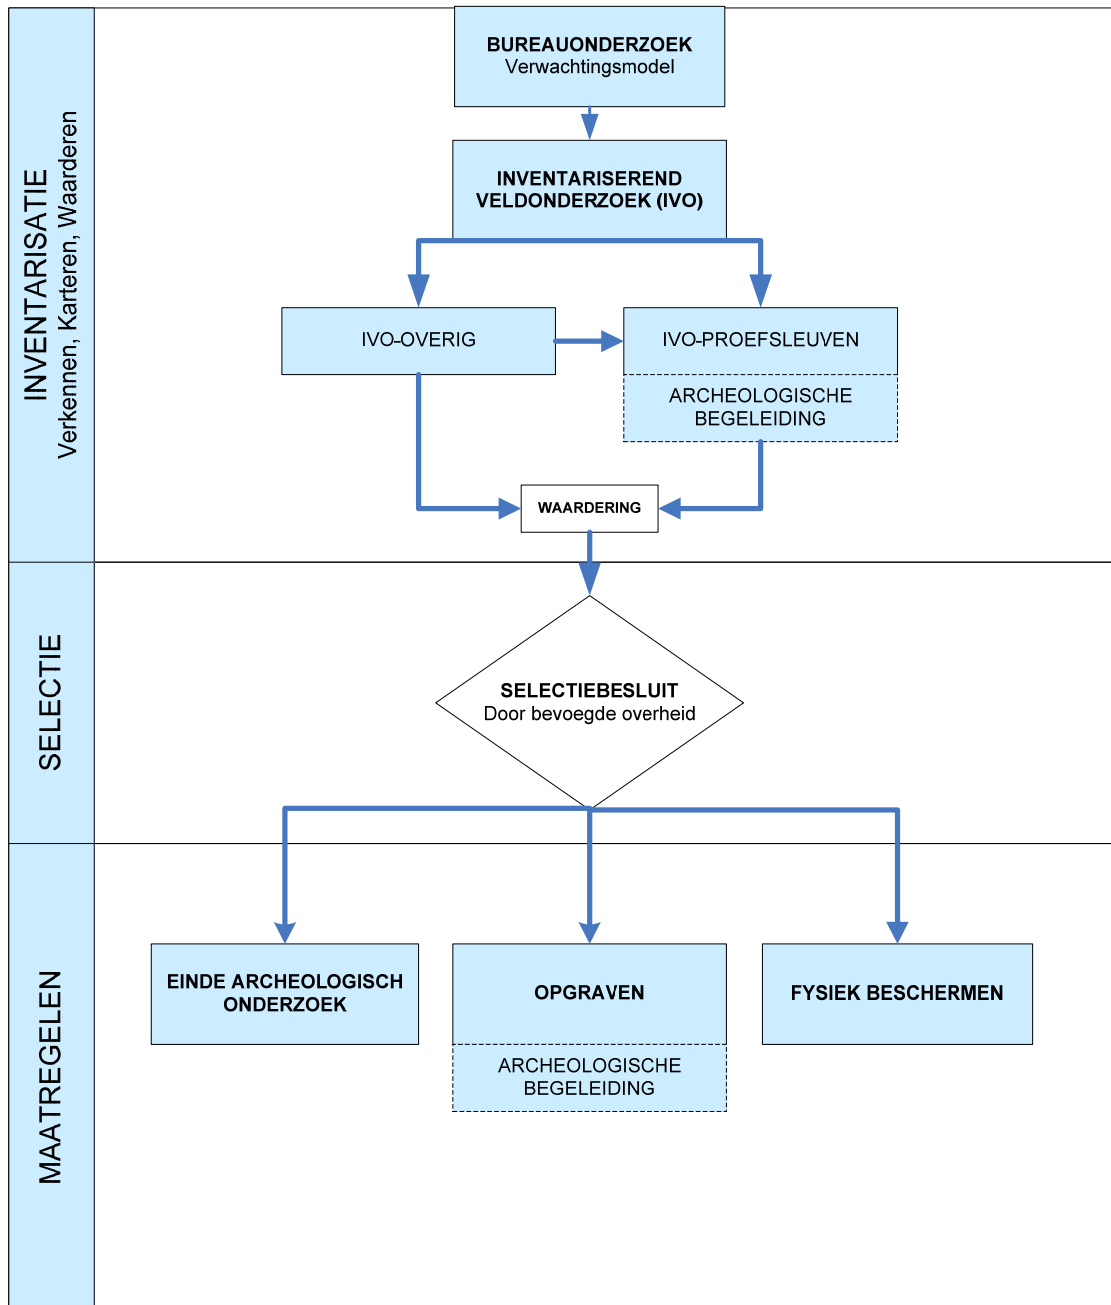 INVENTARISATIE
Verkennen, Karteren, Waarderen
BUREAUONDERZOEK
Verwachtingsmodel
INVENTARISEREND
VELDONDERZOEK (IVO)
IVO-OVERIG
IVO-PROEFSLEUVEN
ARCHEOLOGISCHE
BEGELEIDING
WAARDERING
SELECTIE
SELECTIEBESLUIT
Door bevoegde overheid
MAATREGELEN
EINDE ARCHEOLOGISCH
ONDERZOEK
OPGRAVEN
ARCHEOLOGISCHE
BEGELEIDING
FYSIEK BESCHERMEN